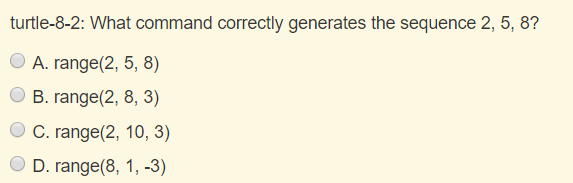 turtle-8-2: What command correctly generates the sequence 2, 5, 8?
A. range(2, 5, 8)
B. range(2, 8, 3)
C. range(2, 10, 3)
D. range(8, 1, -3)